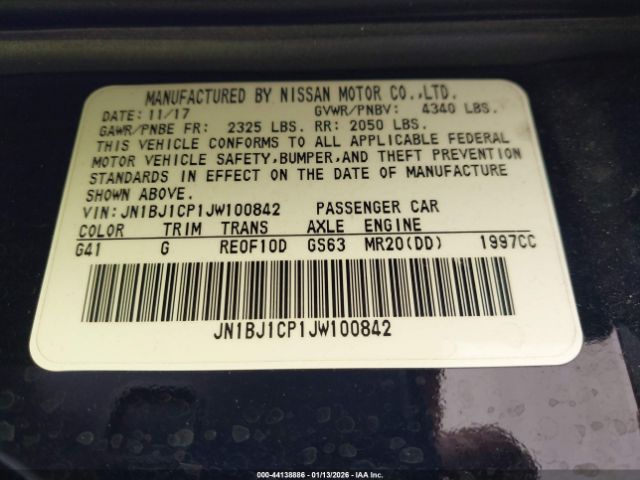 MANUFACTURED BY NISSAN MOTOR CO.,LTD.
DATE: 11/17 GVWR/PNBV: 4340 LBS.
GAWR/PNBE FR: 2325 LBS. RR: 2050 LBS.
THIS VEHICLE CONFORMS TO ALL APPLICABLE FEDERAL
MOTOR VEHICLE SAFETY,BUMPER,AND THEFT PREVENTION
STANDARDS IN EFFECT ON THE DATE OF MANUFACTURE
SHOWN ABOVE.
VIN:JN1BJ1CP1JW100842 PASSENGER CAR
COLOR TRIM TRANS AXLE ENGINE
G41 G RE0F10D GS63 MR20(DD) 1997CC
JN1BJ1CP1JW100842
000-44138886 - 01/13/2026 - IAA Inc.